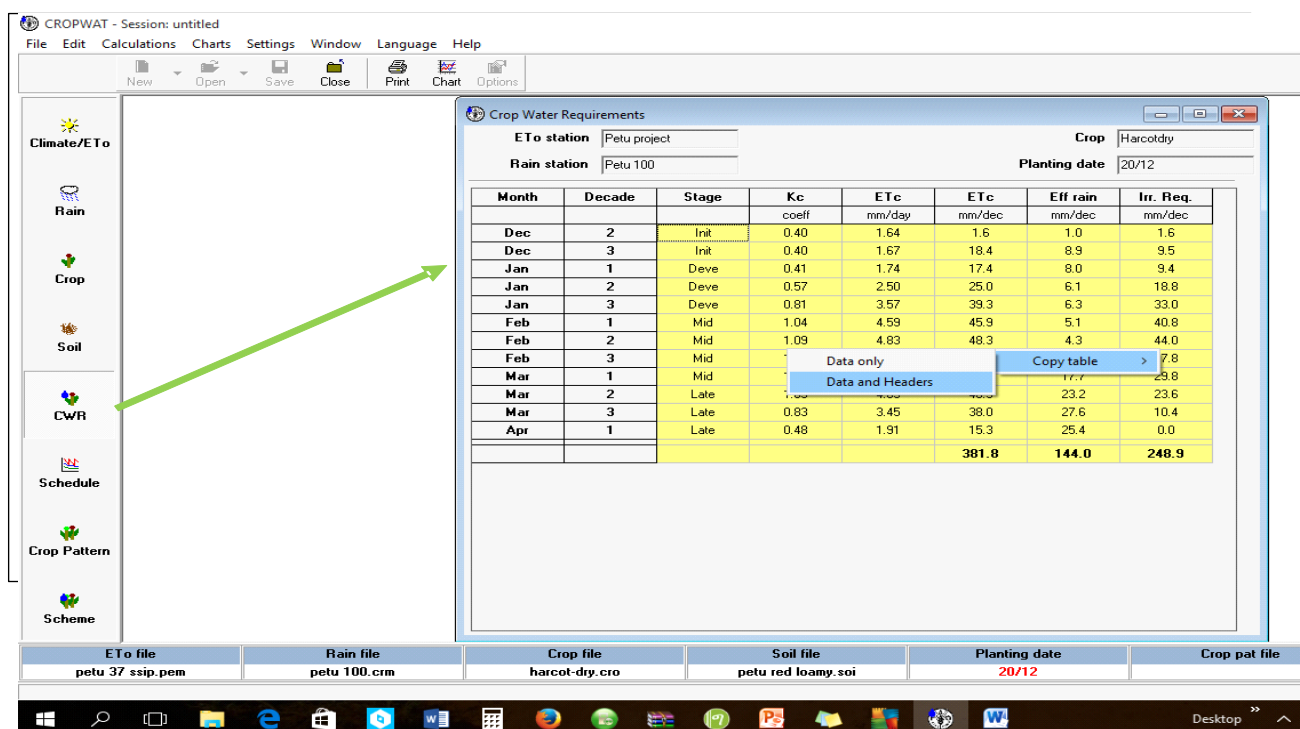 CROPWAT - Session: untitled
File Edit Calculations Charts Settings Window Language Help
New Open Save Close Print Chart Options
Climate/ETo
Rain
Crop
Soil
CWR
Schedule
Crop Pattern
Scheme
Crop Water Requirements
ETo station Petu project Crop Harcotdry
Rain station Petu 100 Planting date 20/12
Month Decade Stage Kc ETc ETc Eff rain Irr. Req.
coeff mm/day mm/dec mm/dec mm/dec
Dec 2 Init 0.40 1.64 1.6 1.0 1.6
Dec 3 Init 0.40 1.67 18.4 8.9 9.5
Jan 1 Deve 0.41 1.74 17.4 8.0 9.4
Jan 2 Deve 0.57 2.50 25.0 6.1 18.8
Jan 3 Deve 0.81 3.57 39.3 6.3 33.0
Feb 1 Mid 1.04 4.59 45.9 5.1 40.8
Feb 2 Mid 1.09 4.83 48.3 4.3 44.0
Feb 3 Mid Data only Copy table > 7.8
Mar 1 Mid Data and Headers 17.7 29.8
Mar 2 Late 23.2 23.6
Mar 3 Late 0.83 3.45 38.0 27.6 10.4
Apr 1 Late 0.48 1.91 15.3 25.4 0.0
381.8 144.0 248.9
ETo file Rain file Crop file Soil file Planting date Crop pat file
petu 37 ssip.pem petu 100.crm harcot-dry.cro petu red loamy.soi 20/12
Desktop